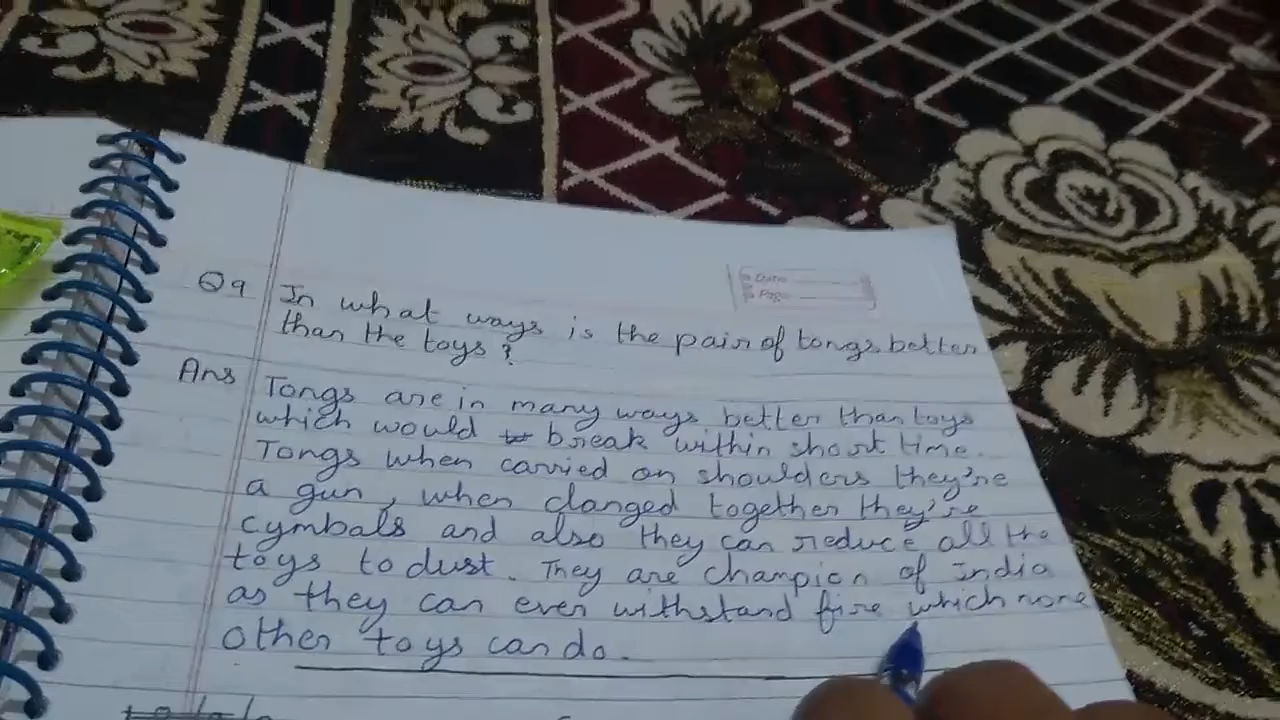 Date
Page
Q9 In what ways is the pair of tongs better
than the toys?
Ans Tongs are in many ways better than toys
which would break within short time.
Tongs when carried on shoulders they're
a gun, when clanged together they're
cymbals and also they can reduce all the
toys to dust. They are champion of India
as they can even withstand fire which none
other toys can do.